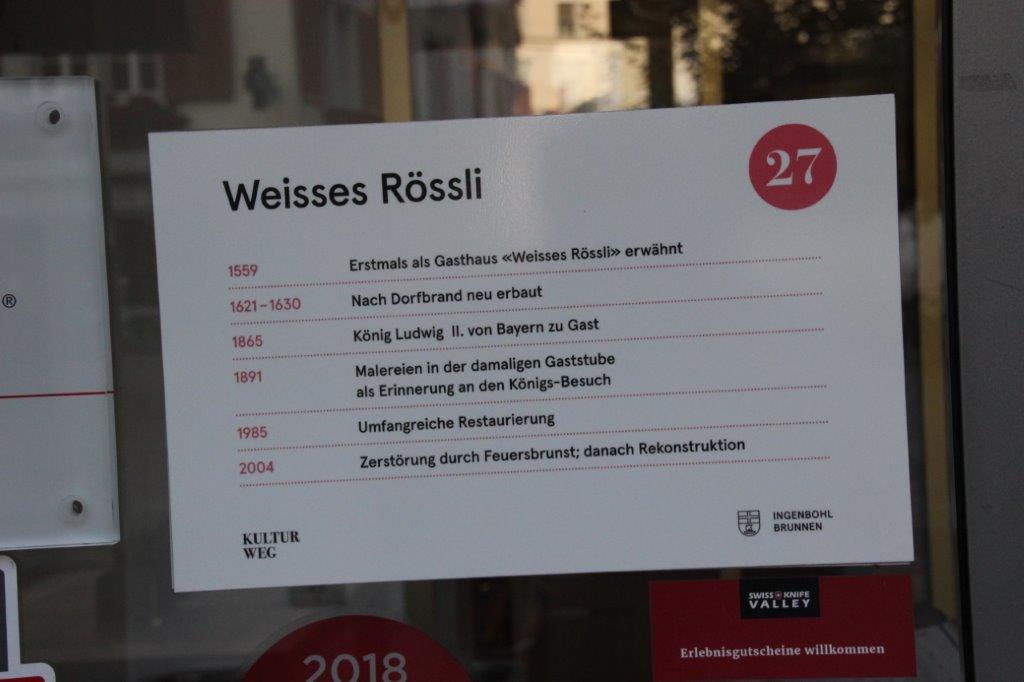 Weisses Rössli
27
1559 Erstmals als Gasthaus «Weisses Rössli» erwähnt
1621 – 1630 Nach Dorfbrand neu erbaut
1865 König Ludwig II. von Bayern zu Gast
1891 Malereien in der damaligen Gaststube
als Erinnerung an den Königs-Besuch
1985 Umfangreiche Restaurierung
2004 Zerstörung durch Feuersbrunst; danach Rekonstruktion
KULTUR
WEG
INGENBOHL
BRUNNEN
®
SWISS KNIFE
VALLEY
Erlebnisgutscheine willkommen
2018